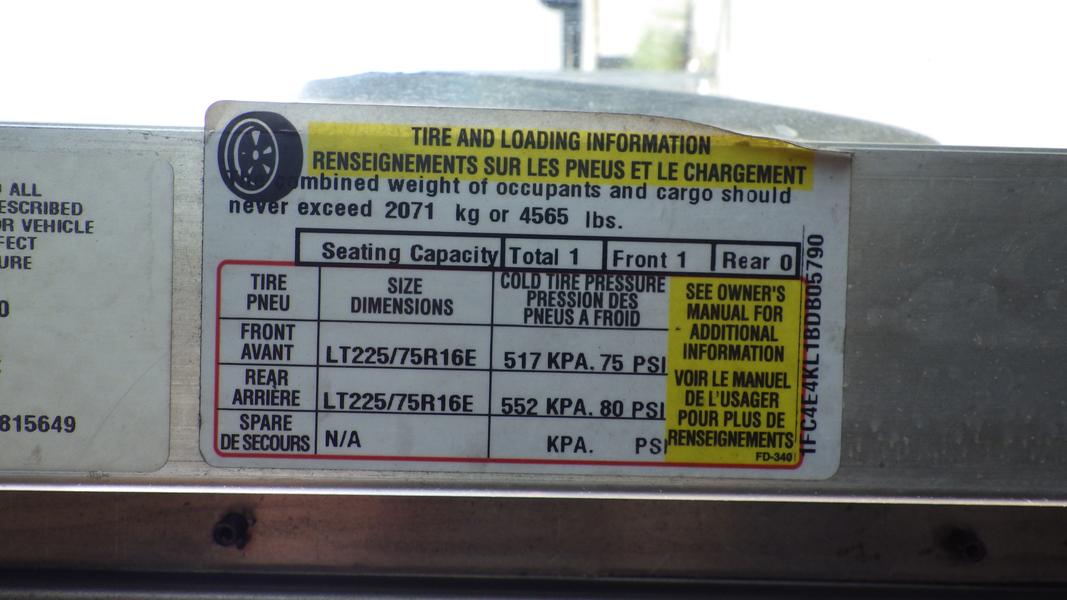 ALL
ESCRIBED
R VEHICLE
FECT
URE
0
815649
TIRE AND LOADING INFORMATION
RENSEIGNEMENTS SUR LES PNEUS ET LE CHARGEMENT
combined weight of occupants and cargo should
never exceed 2071 kg or 4565 lbs.
Seating Capacity Total 1 Front 1 Rear 0
TIRE
PNEU
SIZE
DIMENSIONS
COLD TIRE PRESSURE
PRESSION DES
PNEUS A FROID
FRONT
AVANT
LT225/75R16E
517 KPA. 75 PSI
REAR
ARRIÈRE
LT225/75R16E
552 KPA. 80 PSI
SPARE
DE SECOURS
N/A
KPA. PSI
SEE OWNER'S
MANUAL FOR
ADDITIONAL
INFORMATION
VOIR LE MANUEL
DE L'USAGER
POUR PLUS DE
RENSEIGNEMENTS
FD-340
1FC4E4KL1BDB05790